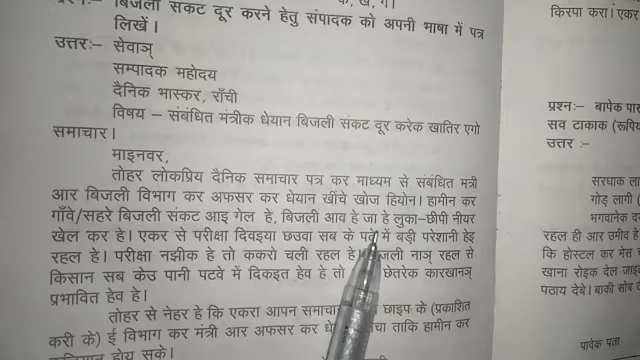 बिजली संकट दूर करने हेतु संपादक को अपनी भाषा में पत्र
लिखें।
उत्तरः– सेवाञ्
सम्पादक महोदय
दैनिक भास्कर, राँची
विषय – संबंधित मंत्रीक धेयान बिजली संकट दूर करेक खातिर एगो
समाचार।
माइनवर,
तोहर लोकप्रिय दैनिक समाचार पत्र कर माध्यम से संबंधित मंत्री
आर बिजली विभाग कर अफसर कर धेयान खींचे खोज हियोन। हामीन कर
गाँवे/सहरे बिजली संकट आइ गेल हे, बिजली आव हे जा हे लुका–छीपी नीयर
खेल कर हे। एकर से परीक्षा दिवइया छउवा सब के पढे में बड़ी परेशानी हेइ
रहल हे। परीक्षा नझीक हे तो ककरो चली रहल हे। नाञ् रहल से
किसान सब केउ पानी पटवे में दिकइत हेव हे तो छेतरेक कारखानञ्
प्रभावित हेव हे।
तोहर से नेहर हे कि एकरा आपन समाचार छाइप के (प्रकाशित
करी के) ई विभाग कर मंत्री आर अफसर कर ताकि हामीन कर
होय सके।
किरपा करा। एकर
प्रश्नः– बापेक पास
सव टाकाक (रूपिय
उत्तर :–
सरघाक
गोड़ लागी
भगवानेक
रहल ही आर उमीद हे
कि होस्टल कर मेस
खाना रोइक देल जाइ
पठाय देबे। बाकी सोब
पावेक पता